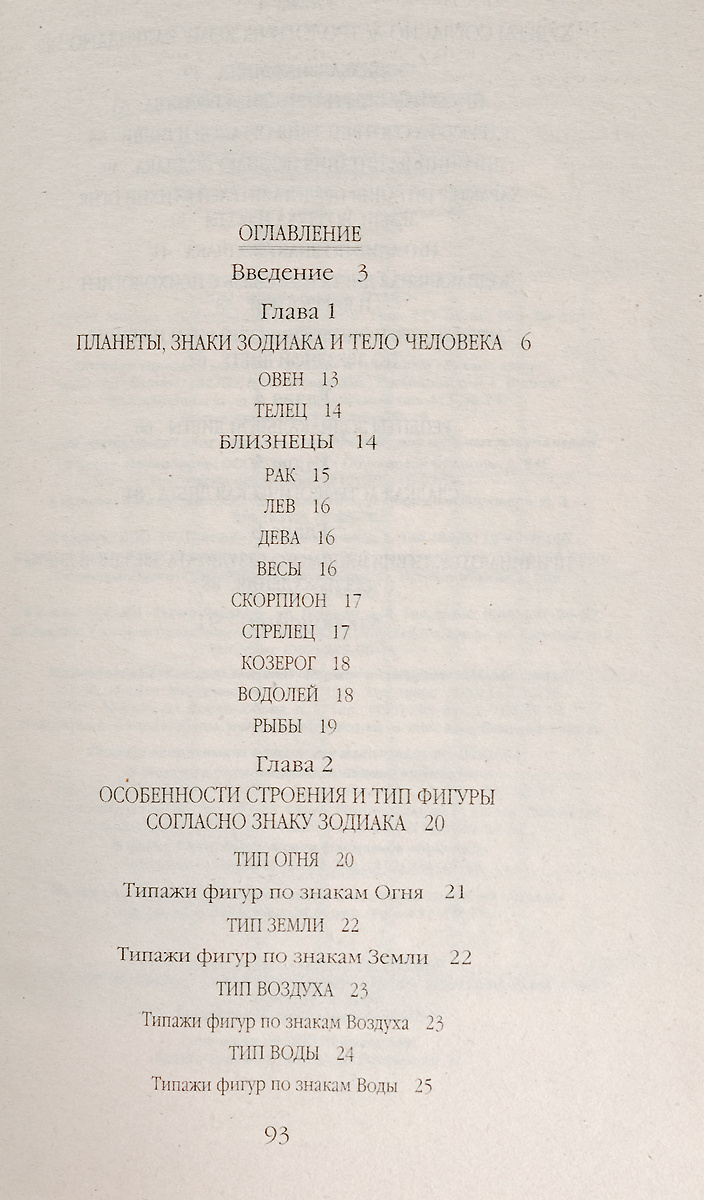 ОГЛАВЛЕНИЕ
Введение 3
Глава 1
ПЛАНЕТЫ, ЗНАКИ ЗОДИАКА И ТЕЛО ЧЕЛОВЕКА 6
ОВЕН 13
ТЕЛЕЦ 14
БЛИЗНЕЦЫ 14
РАК 15
ЛЕВ 16
ДЕВА 16
ВЕСЫ 16
СКОРПИОН 17
СТРЕЛЕЦ 17
КОЗЕРОГ 18
ВОДОЛЕЙ 18
РЫБЫ 19
Глава 2
ОСОБЕННОСТИ СТРОЕНИЯ И ТИП ФИГУРЫ
СОГЛАСНО ЗНАКУ ЗОДИАКА 20
ТИП ОГНЯ 20
Типажи фигур по знакам Огня 21
ТИП ЗЕМЛИ 22
Типажи фигур по знакам Земли 22
ТИП ВОЗДУХА 23
Типажи фигур по знакам Воздуха 23
ТИП ВОДЫ 24
Типажи фигур по знакам Воды 25
93